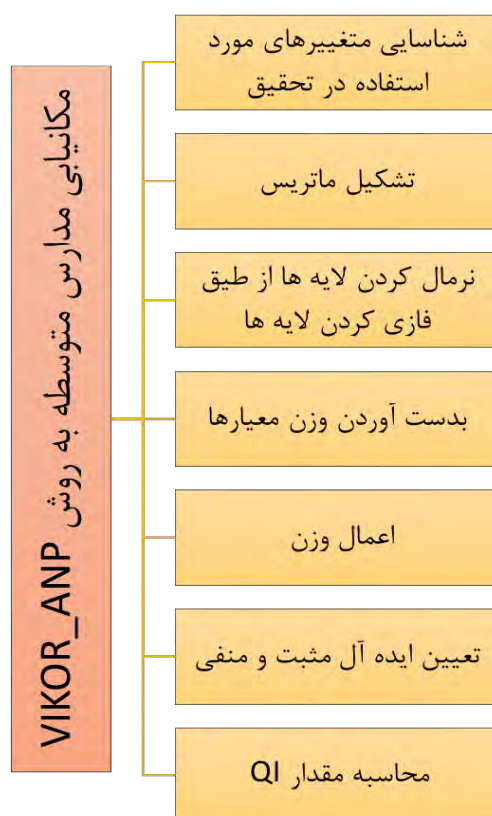 مکانیابی مدارس متوسطه به روش VIKOR_ANP
شناسایی متغییرهای مورد
استفاده در تحقیق
تشکیل ماتریس
نرمال کردن لایه ها از طیق
فازی کردن لایه ها
بدست آوردن وزن معیارها
اعمال وزن
تعیین ایده آل مثبت و منفی
محاسبه مقدار QI